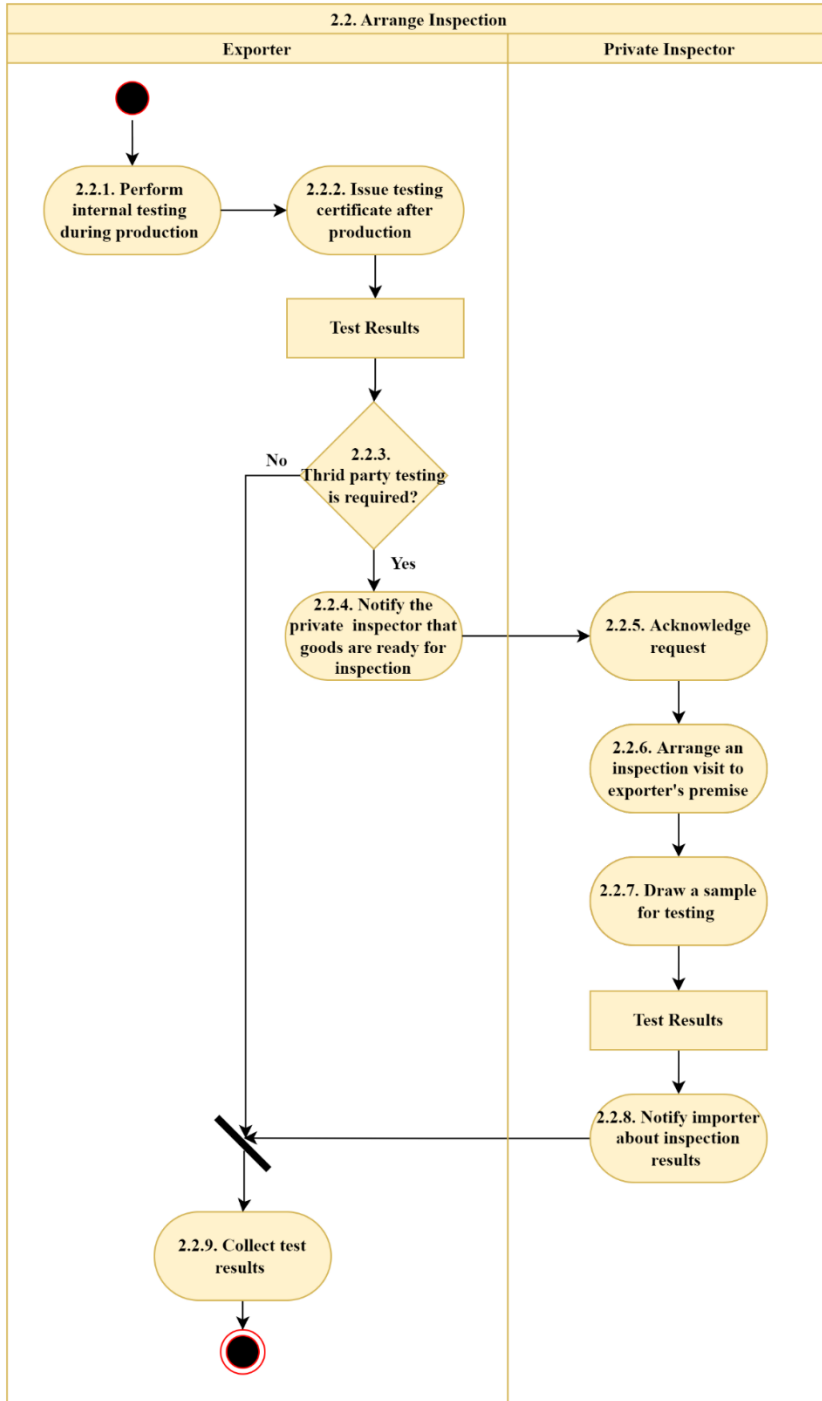 2.2. Arrange Inspection
Exporter
Private Inspector
2.2.1. Perform
internal testing
during production
2.2.2. Issue testing
certificate after
production
Test Results
2.2.3.
Thrid party testing
is required?
No
Yes
2.2.4. Notify the
private inspector that
goods are ready for
inspection
2.2.5. Acknowledge
request
2.2.6. Arrange an
inspection visit to
exporter's premise
2.2.7. Draw a sample
for testing
Test Results
2.2.8. Notify importer
about inspection
results
2.2.9. Collect test
results